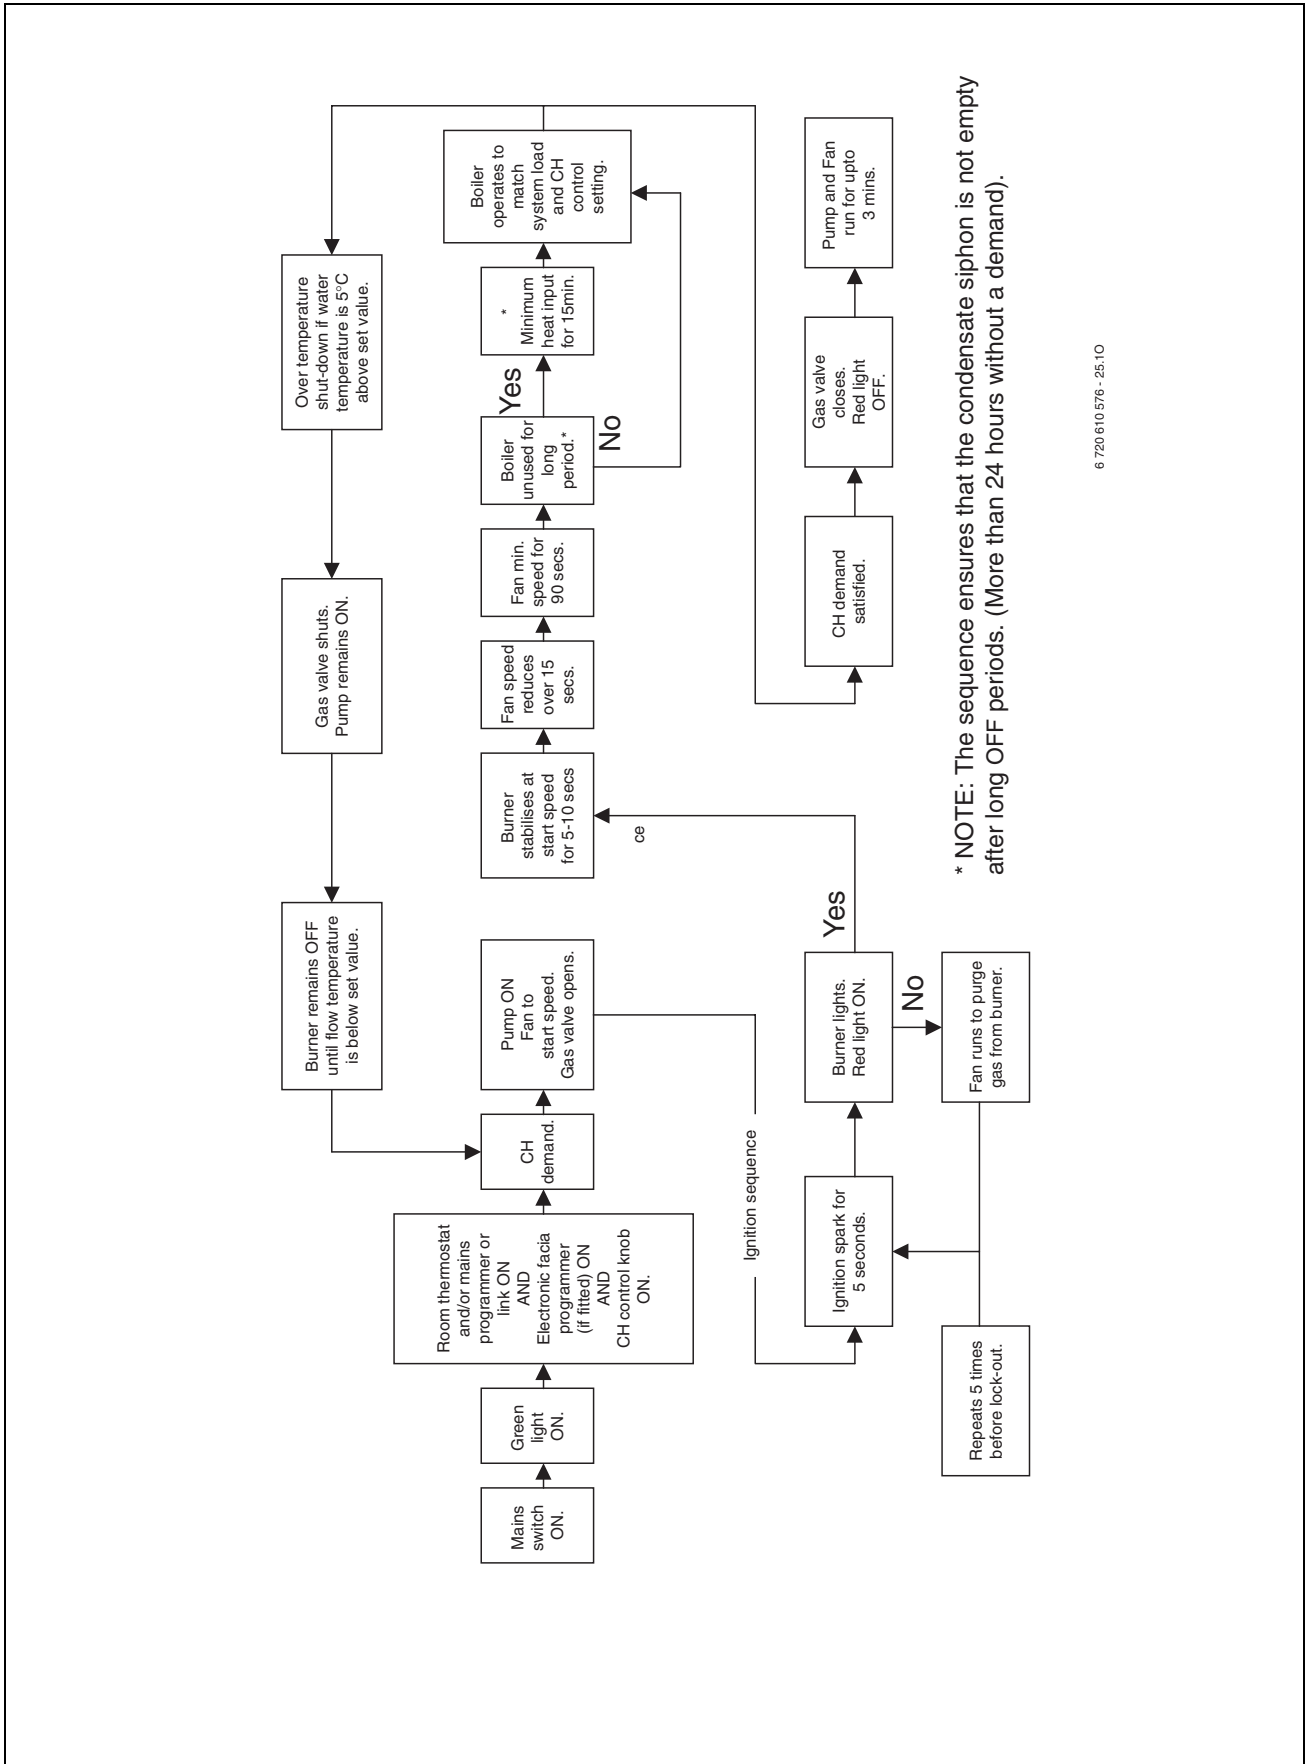 Over temperature
shut-down if water
temperature is 5°C
above set value.
Gas valve shuts.
Pump remains ON.
Burner remains OFF
until flow temperature
is below set value.
Mains
switch
ON.
Green
light
ON.
Room thermostat
and/or mains
programmer or
link ON
AND
Electronic facia
programmer
(if fitted) ON
AND
CH control knob
ON.
CH
demand.
Pump ON
Fan to
start speed.
Gas valve opens.
Burner
stabilises at
start speed
for 5-10 secs
Fan speed
reduces
over 15
secs.
Fan min.
speed for
90 secs.
Boiler
unused for
long
period.*
Yes
No
*
Minimum
heat input
for 15min.
Boiler
operates to
match
system load
and CH
control
setting.
ce
Ignition sequence
Ignition spark for
5 seconds.
Burner lights.
Red light ON.
Yes
No
CH demand
satisfied.
Gas valve
closes.
Red light
OFF.
Pump and Fan
run for upto
3 mins.
Repeats 5 times
before lock-out.
Fan runs to purge
gas from burner.
* NOTE: The sequence ensures that the condensate siphon is not empty
after long OFF periods. (More than 24 hours without a demand).
6 720 610 576 - 25.1O